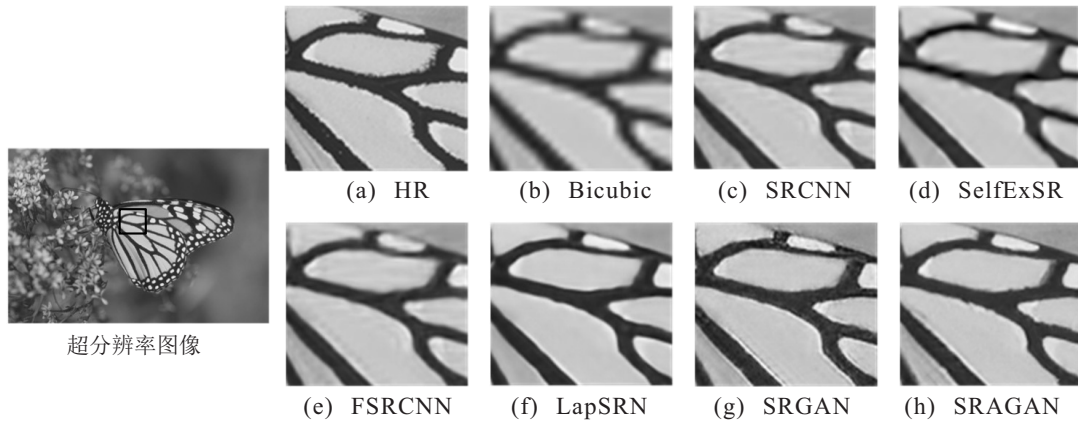 (a) HR
(b) Bicubic
(c) SRCNN
(d) SelfExSR
超分辨率图像
(e) FSRCNN
(f) LapSRN
(g) SRGAN
(h) SRAGAN